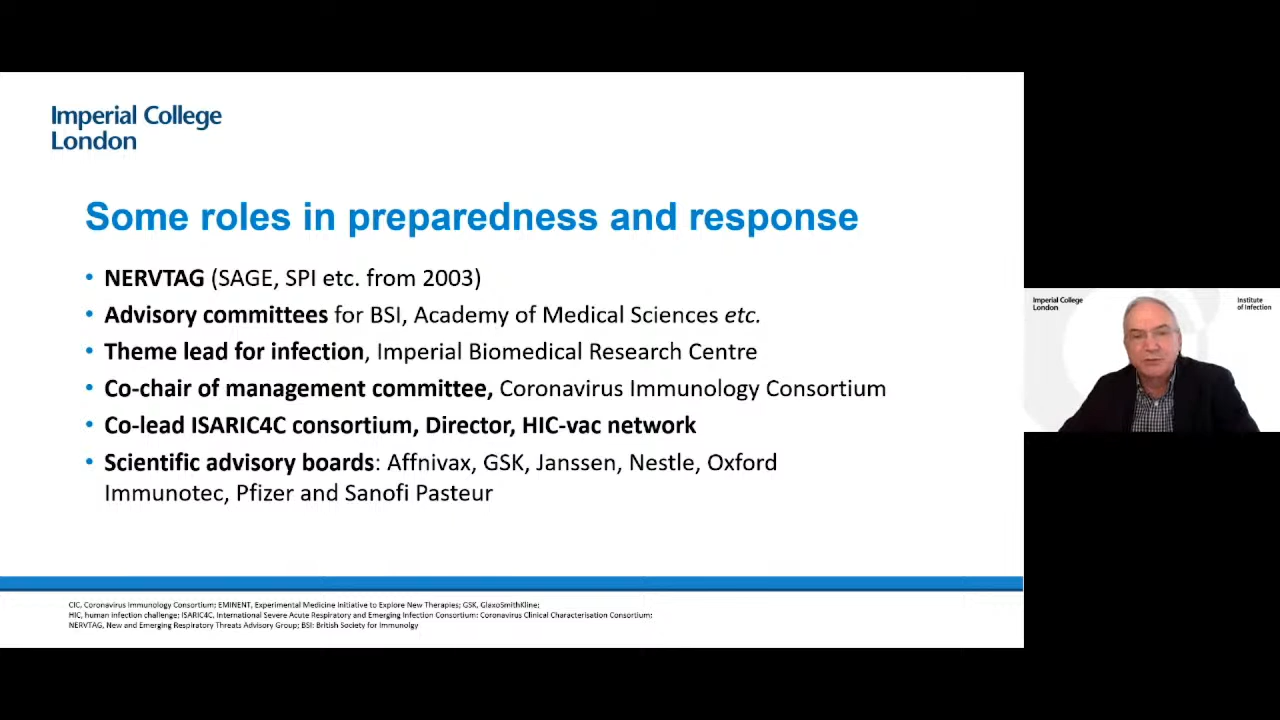 Imperial College
London
Some roles in preparedness and response
• NERVTAG (SAGE, SPI etc. from 2003)
• Advisory committees for BSI, Academy of Medical Sciences etc.
• Theme lead for infection, Imperial Biomedical Research Centre
• Co-chair of management committee, Coronavirus Immunology Consortium
• Co-lead ISARIC4C consortium, Director, HIC-vac network
• Scientific advisory boards: Affnivax, GSK, Janssen, Nestle, Oxford
Immunotec, Pfizer and Sanofi Pasteur
CIC, Coronavirus Immunology Consortium; EMINENT, Experimental Medicine Initiative to Explore New Therapies; GSK, GlaxoSmithKline;
HIC, human infection challenge; ISARIC4C, International Severe Acute Respiratory and Emerging Infection Consortium: Coronavirus Clinical Characterisation Consortium;
NERVTAG, New and Emerging Respiratory Threats Advisory Group; BSI: British Society for Immunolgy
Imperial College
London
Institute
of Infection